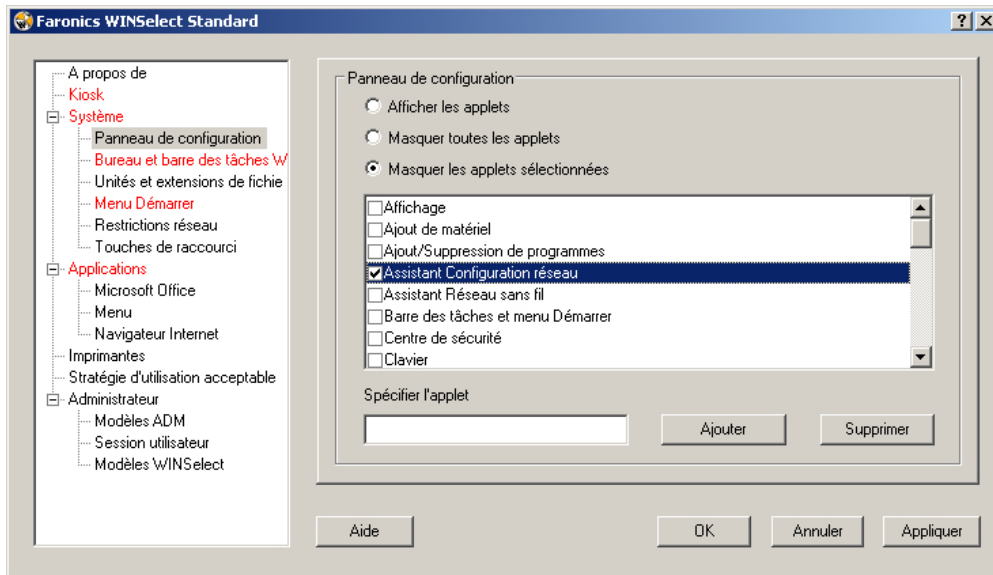 Faronics WINSelect Standard
A propos de
Kiosk
Système
Panneau de configuration
Bureau et barre des tâches W
Unités et extensions de fichie
Menu Démarrer
Restrictions réseau
Touches de raccourci
Applications
Microsoft Office
Menu
Navigateur Internet
Imprimantes
Stratégie d'utilisation acceptable
Administrateur
Modèles ADM
Session utilisateur
Modèles WINSelect
Panneau de configuration
Afficher les applets
Masquer toutes les applets
Masquer les applets sélectionnées
Affichage
Ajout de matériel
Ajout/Suppression de programmes
Assistant Configuration réseau
Assistant Réseau sans fil
Barre des tâches et menu Démarrer
Centre de sécurité
Clavier
Spécifier l'applet
Ajouter
Supprimer
Aide
OK
Annuler
Appliquer